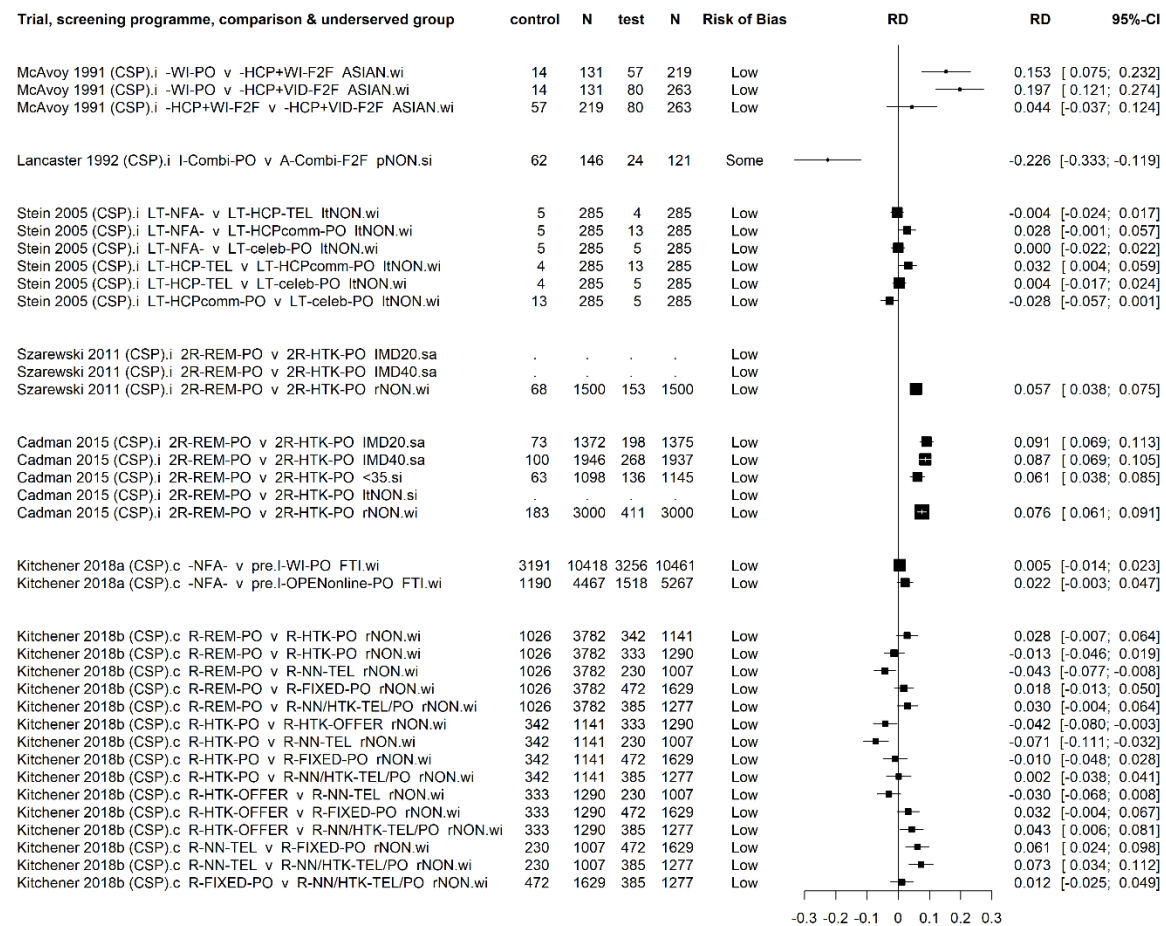 Trial, screening programme, comparison & underserved group control N test N Risk of Bias RD RD 95%-CI
McAvoy 1991 (CSP).i -WI-PO v -HCP+WI-F2F ASIAN.wi 14 131 57 219 Low 0.153 [ 0.075; 0.232]
McAvoy 1991 (CSP).i -WI-PO v -HCP+VID-F2F ASIAN.wi 14 131 80 263 Low 0.197 [ 0.121; 0.274]
McAvoy 1991 (CSP).i -HCP+WI-F2F v -HCP+VID-F2F ASIAN.wi 57 219 80 263 Low 0.044 [-0.037; 0.124]
Lancaster 1992 (CSP).i I-Combi-PO v A-Combi-F2F pNON.si 62 146 24 121 Some -0.226 [-0.333; -0.119]
Stein 2005 (CSP).i LT-NFA- v LT-HCP-TEL ltNON.wi 5 285 4 285 Low -0.004 [-0.024; 0.017]
Stein 2005 (CSP).i LT-NFA- v LT-HCPcomm-PO ltNON.wi 5 285 13 285 Low 0.028 [-0.001; 0.057]
Stein 2005 (CSP).i LT-NFA- v LT-celeb-PO ltNON.wi 5 285 5 285 Low 0.000 [-0.022; 0.022]
Stein 2005 (CSP).i LT-HCP-TEL v LT-HCPcomm-PO ltNON.wi 4 285 13 285 Low 0.032 [ 0.004; 0.059]
Stein 2005 (CSP).i LT-HCP-TEL v LT-celeb-PO ltNON.wi 4 285 5 285 Low 0.004 [-0.017; 0.024]
Stein 2005 (CSP).i LT-HCPcomm-PO v LT-celeb-PO ltNON.wi 13 285 5 285 Low -0.028 [-0.057; 0.001]
Szarewski 2011 (CSP).i 2R-REM-PO v 2R-HTK-PO IMD20.sa . . . . Low
Szarewski 2011 (CSP).i 2R-REM-PO v 2R-HTK-PO IMD40.sa . . . . Low
Szarewski 2011 (CSP).i 2R-REM-PO v 2R-HTK-PO rNON.wi 68 1500 153 1500 Low 0.057 [ 0.038; 0.075]
Cadman 2015 (CSP).i 2R-REM-PO v 2R-HTK-PO IMD20.sa 73 1372 198 1375 Low 0.091 [ 0.069; 0.113]
Cadman 2015 (CSP).i 2R-REM-PO v 2R-HTK-PO IMD40.sa 100 1946 268 1937 Low 0.087 [ 0.069; 0.105]
Cadman 2015 (CSP).i 2R-REM-PO v 2R-HTK-PO <35.si 63 1098 136 1145 Low 0.061 [ 0.038; 0.085]
Cadman 2015 (CSP).i 2R-REM-PO v 2R-HTK-PO ltNON.si . . . . Low
Cadman 2015 (CSP).i 2R-REM-PO v 2R-HTK-PO rNON.wi 183 3000 411 3000 Low 0.076 [ 0.061; 0.091]
Kitchener 2018a (CSP).c -NFA- v pre.I-WI-PO FTI.wi 3191 10418 3256 10461 Low 0.005 [-0.014; 0.023]
Kitchener 2018a (CSP).c -NFA- v pre.I-OPENonline-PO FTI.wi 1190 4467 1518 5267 Low 0.022 [-0.003; 0.047]
Kitchener 2018b (CSP).c R-REM-PO v R-HTK-PO rNON.wi 1026 3782 342 1141 Low 0.028 [-0.007; 0.064]
Kitchener 2018b (CSP).c R-REM-PO v R-HTK-PO rNON.wi 1026 3782 333 1290 Low -0.013 [-0.046; 0.019]
Kitchener 2018b (CSP).c R-REM-PO v R-NN-TEL rNON.wi 1026 3782 230 1007 Low -0.043 [-0.077; -0.008]
Kitchener 2018b (CSP).c R-REM-PO v R-FIXED-PO rNON.wi 1026 3782 472 1629 Low 0.018 [-0.013; 0.050]
Kitchener 2018b (CSP).c R-REM-PO v R-NN/HTK-TEL/PO rNON.wi 1026 3782 385 1277 Low 0.030 [-0.004; 0.064]
Kitchener 2018b (CSP).c R-HTK-PO v R-HTK-OFFER rNON.wi 342 1141 333 1290 Low -0.042 [-0.080; -0.003]
Kitchener 2018b (CSP).c R-HTK-PO v R-NN-TEL rNON.wi 342 1141 230 1007 Low -0.071 [-0.111; -0.032]
Kitchener 2018b (CSP).c R-HTK-PO v R-FIXED-PO rNON.wi 342 1141 472 1629 Low -0.010 [-0.048; 0.028]
Kitchener 2018b (CSP).c R-HTK-PO v R-NN/HTK-TEL/PO rNON.wi 342 1141 385 1277 Low 0.002 [-0.038; 0.041]
Kitchener 2018b (CSP).c R-HTK-OFFER v R-NN-TEL rNON.wi 333 1290 230 1007 Low -0.030 [-0.068; 0.008]
Kitchener 2018b (CSP).c R-HTK-OFFER v R-FIXED-PO rNON.wi 333 1290 472 1629 Low 0.032 [-0.004; 0.067]
Kitchener 2018b (CSP).c R-HTK-OFFER v R-NN/HTK-TEL/PO rNON.wi 333 1290 385 1277 Low 0.043 [ 0.006; 0.081]
Kitchener 2018b (CSP).c R-NN-TEL v R-FIXED-PO rNON.wi 230 1007 472 1629 Low 0.061 [ 0.024; 0.098]
Kitchener 2018b (CSP).c R-NN-TEL v R-NN/HTK-TEL/PO rNON.wi 230 1007 385 1277 Low 0.073 [ 0.034; 0.112]
Kitchener 2018b (CSP).c R-FIXED-PO v R-NN/HTK-TEL/PO rNON.wi 472 1629 385 1277 Low 0.012 [-0.025; 0.049]
-0.3 -0.2 -0.1 0 0.1 0.2 0.3